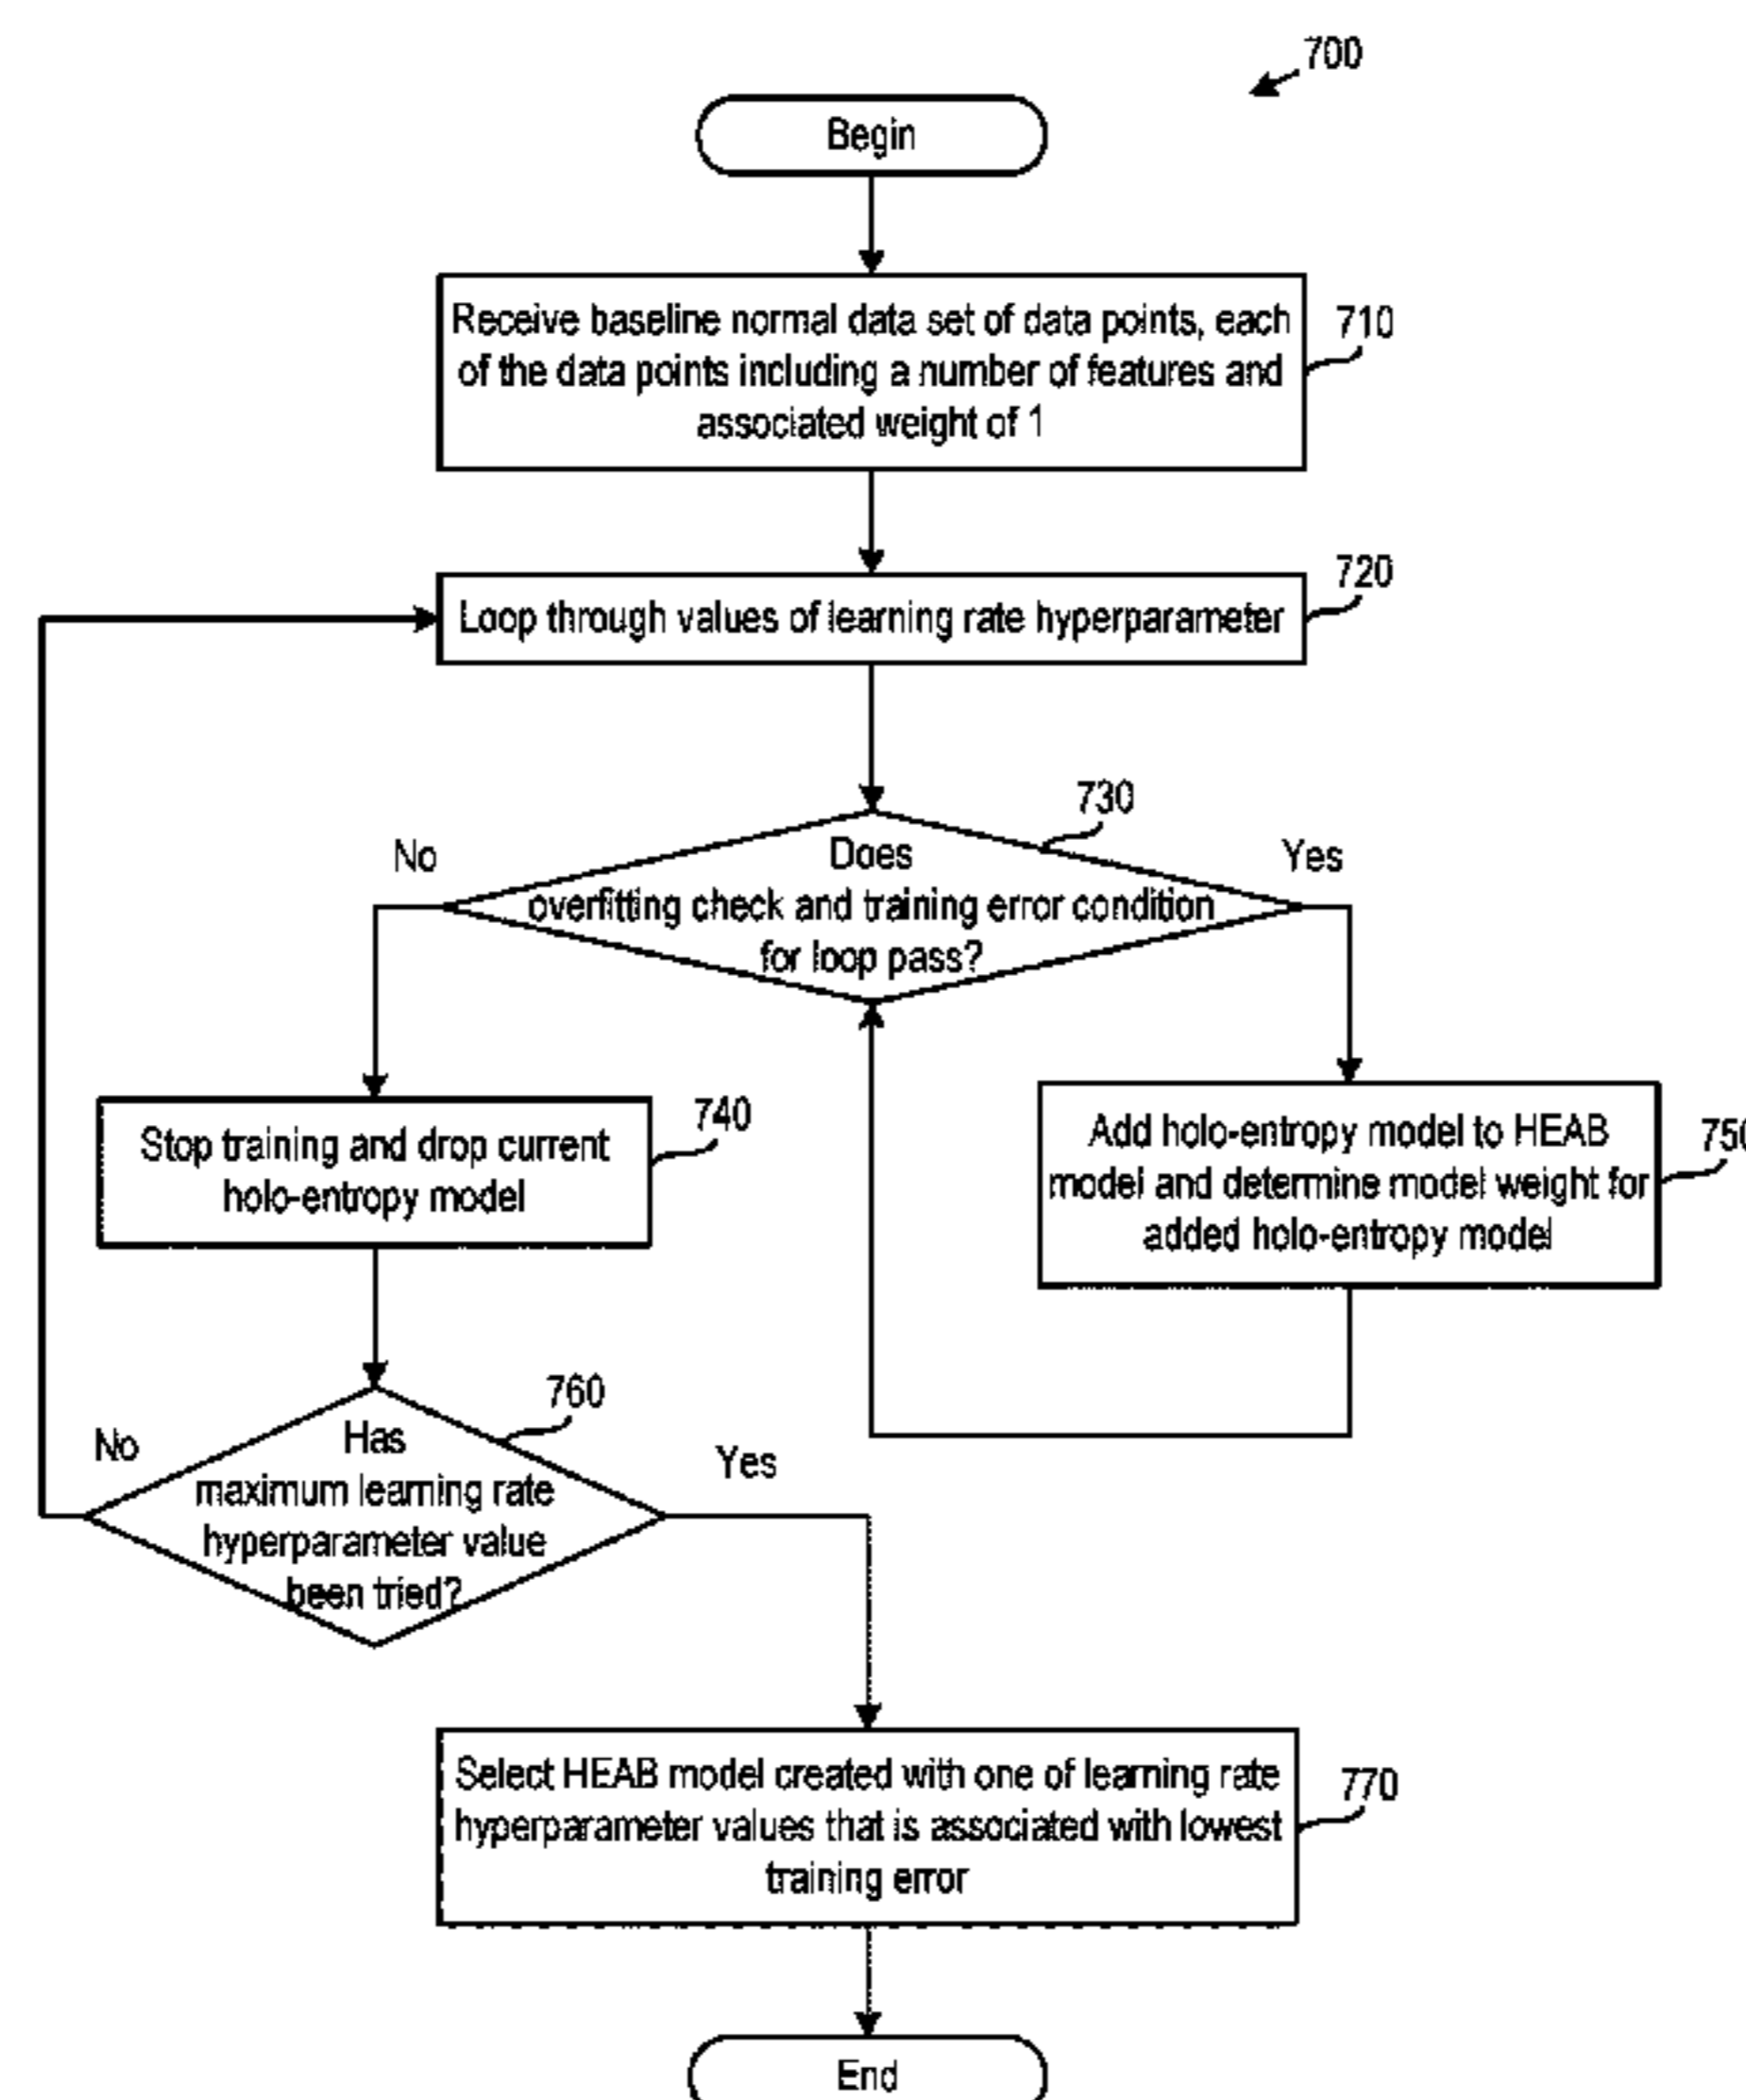 700
Begin
Receive baseline normal data set of data points, each
of the data points including a number of features and
associated weight of 1
710
720
Loop through values of learning rate hyperparameter
730
No
Yes
Does
overfitting check and training error condition
for loop pass?
740
Stop training and drop current
holo-entropy model
750
Add holo-entropy model to HEAB
model and determine model weight for
added holo-entropy model
760
No
Yes
Has
maximum learning rate
hyperparameter value
been tried?
Select HEAB model created with one of learning rate
hyperparameter values that is associated with lowest
training error
770
End